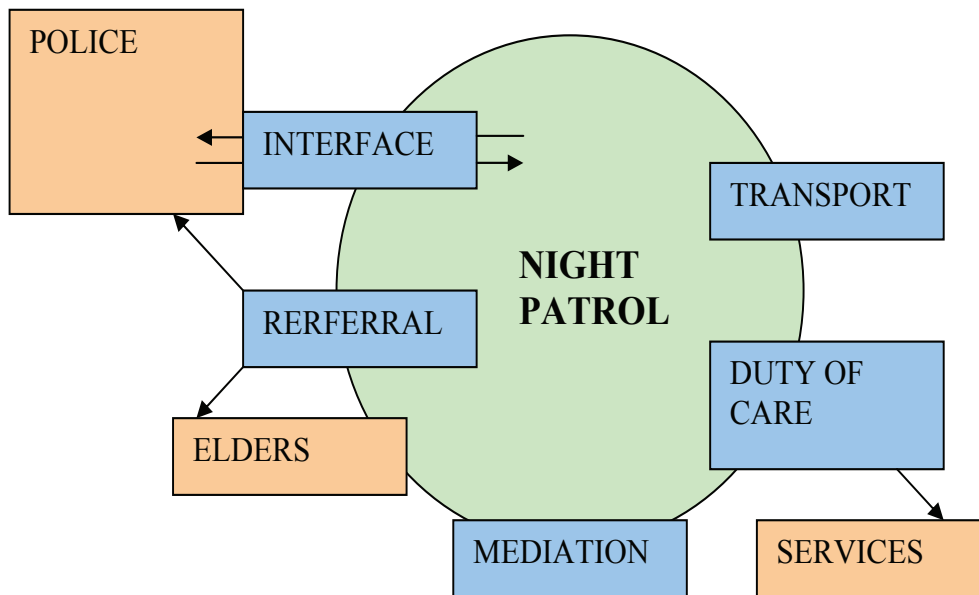 POLICE
INTERFACE
TRANSPORT
NIGHT
PATROL
RERFERRAL
DUTY OF
CARE
ELDERS
MEDIATION
SERVICES